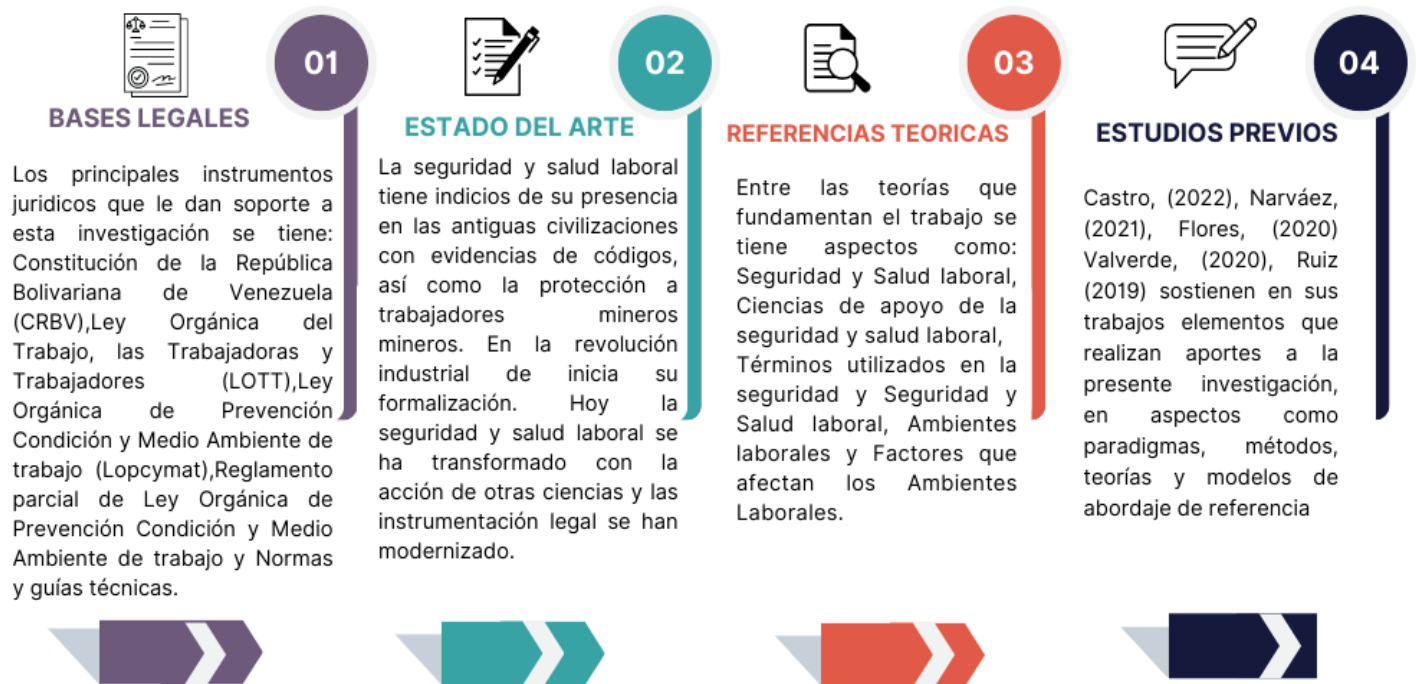 01
BASES LEGALES
Los principales instrumentos
juridicos que le dan soporte a
esta investigación se tiene:
Constitución de la República
Bolivariana de Venezuela
(CRBV),Ley Orgánica del
Trabajo, las Trabajadoras y
Trabajadores (LOTT),Ley
Orgánica de Prevención
Condición y Medio Ambiente de
trabajo (Lopcymat),Reglamento
parcial de Ley Orgánica de
Prevención Condición y Medio
Ambiente de trabajo y Normas
y guías técnicas.
02
ESTADO DEL ARTE
La seguridad y salud laboral
tiene indicios de su presencia
en las antiguas civilizaciones
con evidencias de códigos,
así como la protección a
trabajadores mineros
mineros. En la revolución
industrial de inicia su
formalización. Hoy la
seguridad y salud laboral se
ha transformado con la
acción de otras ciencias y las
instrumentación legal se han
modernizado.
03
REFERENCIAS TEORICAS
Entre las teorías que
fundamentan el trabajo se
tiene aspectos como:
Seguridad y Salud laboral,
Ciencias de apoyo de la
seguridad y salud laboral,
Términos utilizados en la
seguridad y Seguridad y
Salud laboral, Ambientes
laborales y Factores que
afectan los Ambientes
Laborales.
04
ESTUDIOS PREVIOS
Castro, (2022), Narváez,
(2021), Flores, (2020)
Valverde, (2020), Ruiz
(2019) sostienen en sus
trabajos elementos que
realizan aportes a la
presente investigación,
en aspectos como
paradigmas, métodos,
teorías y modelos de
abordaje de referencia